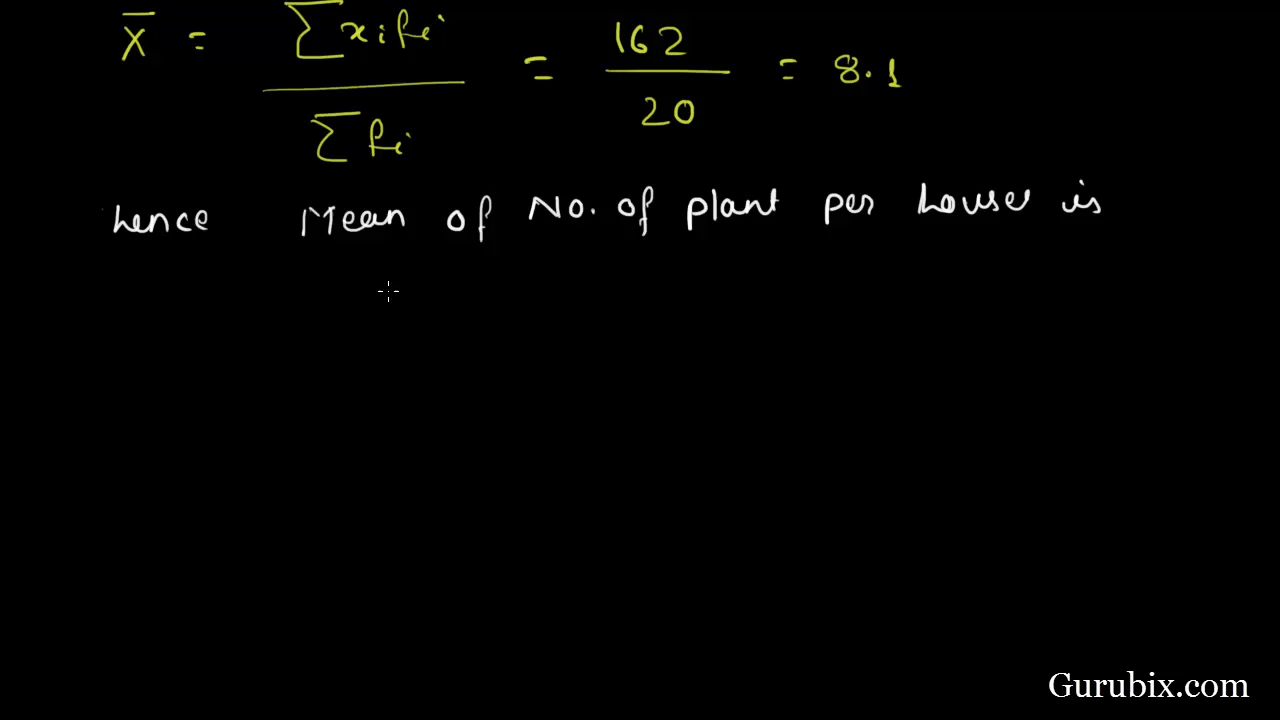 X̄ = Σxifi / Σfi = 162 / 20 = 8.1
hence Mean of No. of plant per house is
Gurubix.com